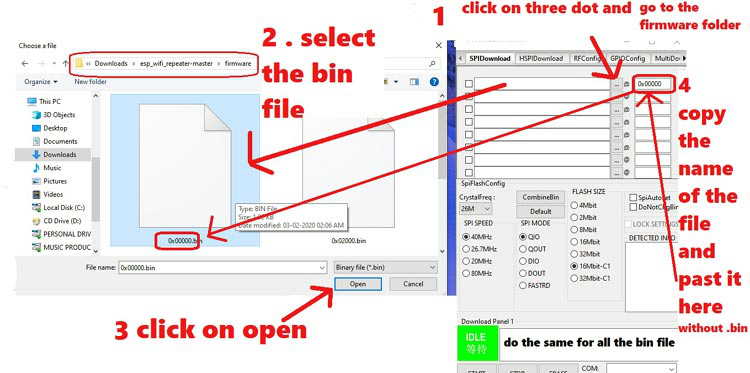 1 click on three dot and go to the
firmware folder
Choose a file
Downloads › esp_wifi_repeater-master › firmware
Organize
New folder
This PC
3D Objects
Desktop
Documents
Downloads
Music
Pictures
Videos
Local Disk (C:)
CD Drive (D:)
PERSONAL DRIV
MUSIC PRODUC
2 . select
the bin
file
Type: BIN File
Date modified: 03-02-2020 02:06 AM
0x00000.bin
0x02000.bin
File name:
0x00000.bin
Binary file (*.bin)
Open
Cancel
3 click on open
SPIDownload
HSPIDownload
RFConfig
GPIOConfig
MultiDow
... @ 0x00000
... @
... @
... @
... @
... @
... @
4
copy
the
name
of the
file
and
past it
here
without .bin
SpiFlashConfig
CrystalFreq :
26M
CombineBin
Default
SPI SPEED
40MHz
26.7MHz
20MHz
80MHz
SPI MODE
QIO
QOUT
DIO
DOUT
FASTRD
FLASH SIZE
4Mbit
2Mbit
8Mbit
16Mbit
32Mbit
16Mbit-C1
32Mbit-C1
SpiAutoSet
DoNotChgBin
LOCK SETTINGS
DETECTED INFO
Download Panel 1
IDLE
等待
do the same for all the bin file
START
STOP
ERASE
COM: